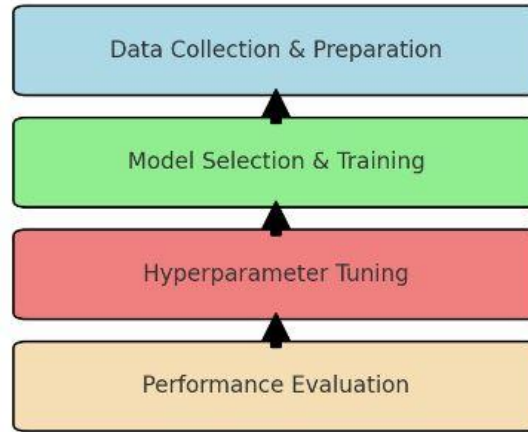 Data Collection & Preparation
Model Selection & Training
Hyperparameter Tuning
Performance Evaluation